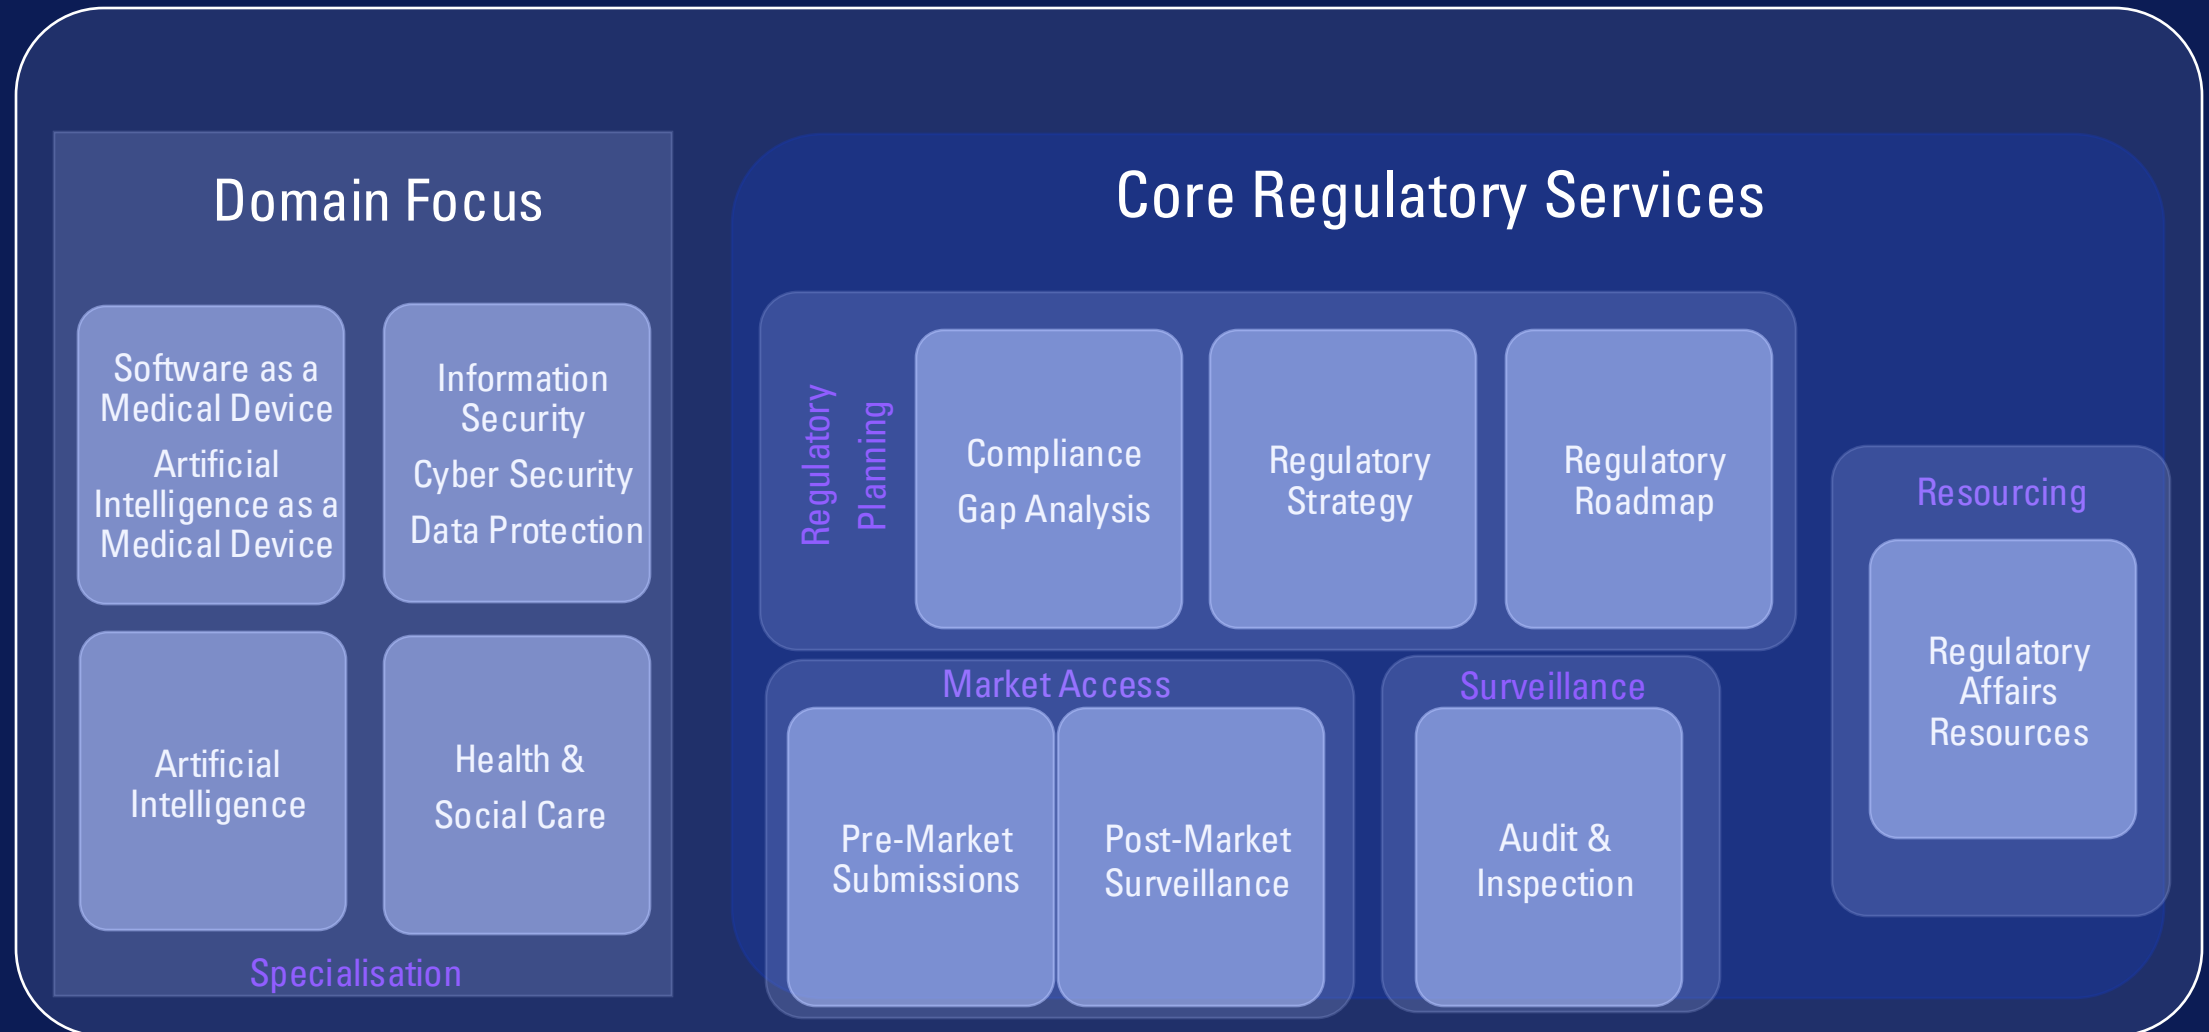 Domain Focus
Software as a
Medical Device
Artificial
Intelligence as a
Medical Device
Information
Security
Cyber Security
Data Protection
Artificial
Intelligence
Health &
Social Care
Specialisation
Core Regulatory Services
Regulatory
Planning
Compliance
Gap Analysis
Regulatory
Strategy
Regulatory
Roadmap
Market Access
Pre-Market
Submissions
Post-Market
Surveillance
Surveillance
Audit &
Inspection
Resourcing
Regulatory
Affairs
Resources